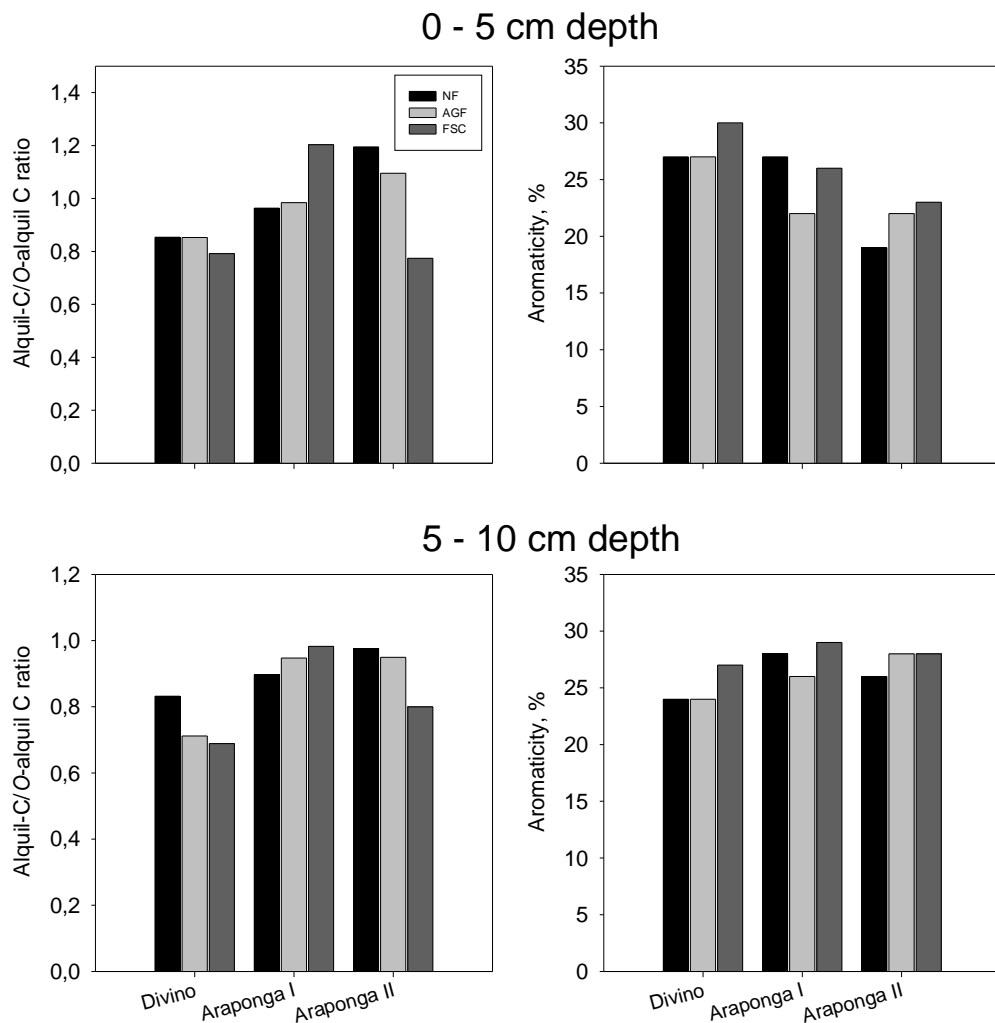 0 - 5 cm depth
Alquil-C/O-alquil C ratio
1,4
1,2
1,0
0,8
0,6
0,4
0,2
0,0
NF
AGF
FSC
Aromaticity, %
35
30
25
20
15
10
5
0
5 - 10 cm depth
Alquil-C/O-alquil C ratio
1,2
1,0
0,8
0,6
0,4
0,2
0,0
Divino
Araponga I
Araponga II
Aromaticity, %
35
30
25
20
15
10
5
0
Divino
Araponga I
Araponga II